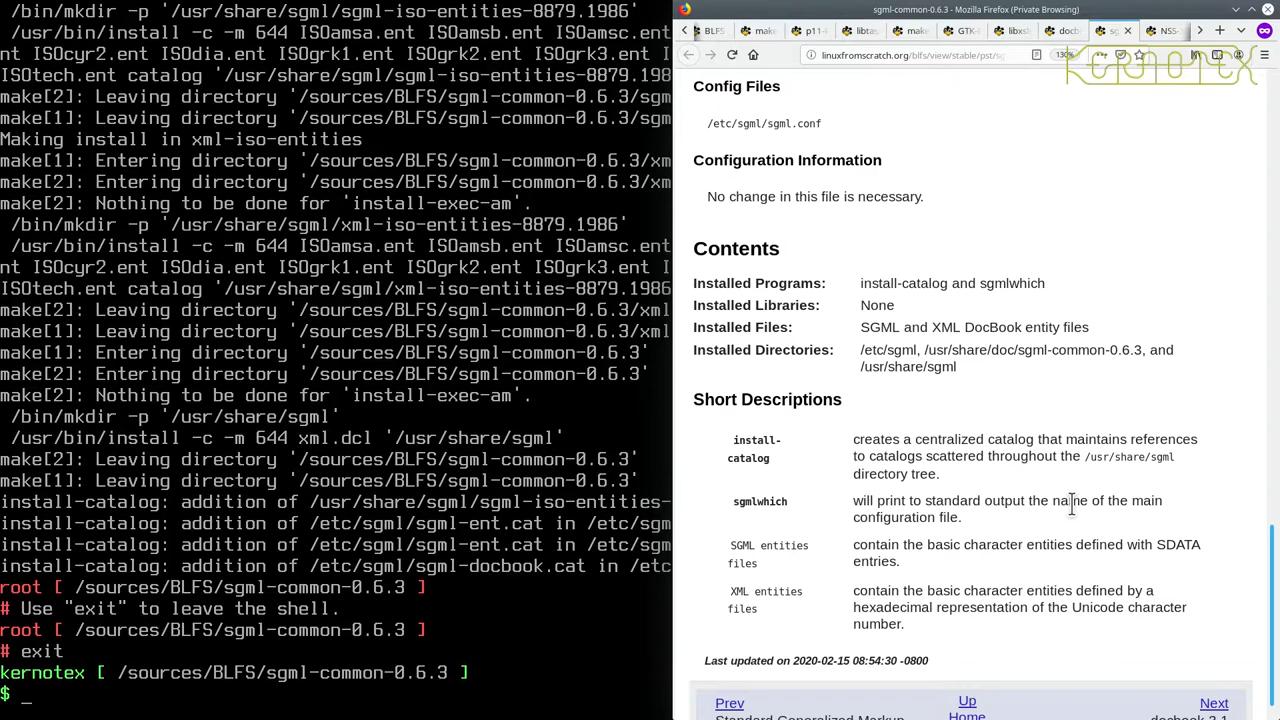 /bin/mkdir -p '/usr/share/sgml/sgml-iso-entities-8879.1986'
/usr/bin/install -c -m 644 ISOamsa.ent ISOamsb.ent ISOamsc.ent
nt ISOcyr2.ent ISOdia.ent ISOgrk1.ent ISOgrk2.ent ISOgrk3.ent I
ISOtech.ent catalog '/usr/share/sgml/sgml-iso-entities-8879.198
make[2]: Leaving directory '/sources/BLFS/sgml-common-0.6.3/sgm
make[1]: Leaving directory '/sources/BLFS/sgml-common-0.6.3/sgm
Making install in xml-iso-entities
make[1]: Entering directory '/sources/BLFS/sgml-common-0.6.3/xm
make[2]: Entering directory '/sources/BLFS/sgml-common-0.6.3/xm
make[2]: Nothing to be done for 'install-exec-am'.
/bin/mkdir -p '/usr/share/sgml/xml-iso-entities-8879.1986'
/usr/bin/install -c -m 644 ISOamsa.ent ISOamsb.ent ISOamsc.ent
nt ISOcyr2.ent ISOdia.ent ISOgrk1.ent ISOgrk2.ent ISOgrk3.ent I
ISOtech.ent catalog '/usr/share/sgml/xml-iso-entities-8879.1986
make[2]: Leaving directory '/sources/BLFS/sgml-common-0.6.3/xml
make[1]: Leaving directory '/sources/BLFS/sgml-common-0.6.3/xml
make[1]: Entering directory '/sources/BLFS/sgml-common-0.6.3'
make[2]: Entering directory '/sources/BLFS/sgml-common-0.6.3'
make[2]: Nothing to be done for 'install-exec-am'.
/bin/mkdir -p '/usr/share/sgml'
/usr/bin/install -c -m 644 xml.dcl '/usr/share/sgml'
make[2]: Leaving directory '/sources/BLFS/sgml-common-0.6.3'
make[1]: Leaving directory '/sources/BLFS/sgml-common-0.6.3'
install-catalog: addition of /usr/share/sgml/sgml-iso-entities-
install-catalog: addition of /etc/sgml/sgml-ent.cat in /etc/sgm
install-catalog: addition of /etc/sgml/sgml-ent.cat in /etc/sgm
install-catalog: addition of /etc/sgml/sgml-docbook.cat in /etc
root [ /sources/BLFS/sgml-common-0.6.3 ]
# Use "exit" to leave the shell.
root [ /sources/BLFS/sgml-common-0.6.3 ]
# exit
kernotex [ /sources/BLFS/sgml-common-0.6.3 ]
$ _
sgml-common-0.6.3 - Mozilla Firefox (Private Browsing)
BLFS make p11-k libtas make GTK- libxs docb sg NSS-
linuxfromscratch.org/blfs/view/stable/pst/sg 130%
KERNOTEX
Config Files
/etc/sgml/sgml.conf
Configuration Information
No change in this file is necessary.
Contents
Installed Programs: install-catalog and sgmlwhich
Installed Libraries: None
Installed Files: SGML and XML DocBook entity files
Installed Directories: /etc/sgml, /usr/share/doc/sgml-common-0.6.3, and
/usr/share/sgml
Short Descriptions
install- creates a centralized catalog that maintains references
catalog to catalogs scattered throughout the /usr/share/sgml
directory tree.
sgmlwhich will print to standard output the name of the main
configuration file.
SGML entities contain the basic character entities defined with SDATA
files entries.
XML entities contain the basic character entities defined by a
files hexadecimal representation of the Unicode character
number.
Last updated on 2020-02-15 08:54:30 -0800
Prev Up Next
Standard Generalized Markup Home